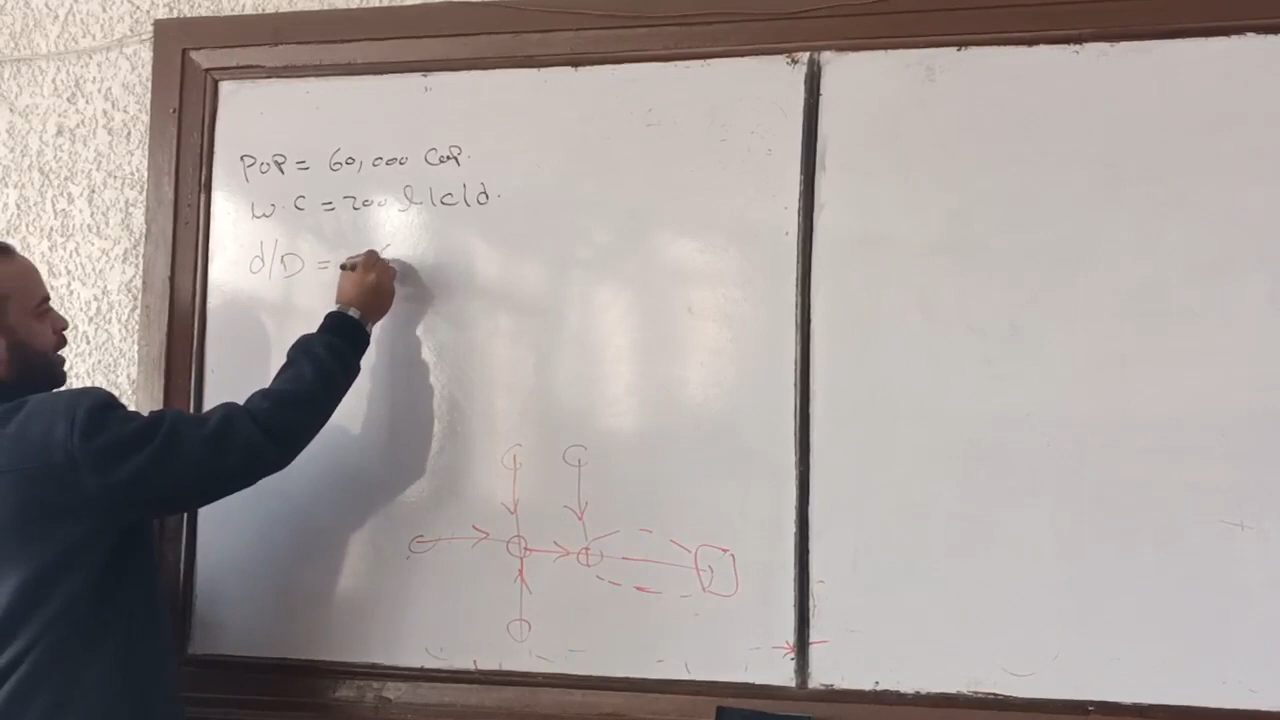 POP = 60,000 Cap.
w.c = 200 l/c/d.
d/D =